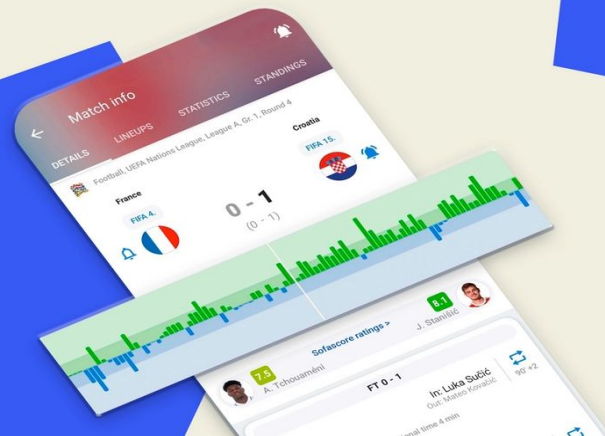 Match info
DETAILS
LINEUPS
STATISTICS
STANDINGS
Football, UEFA Nations League, League A, Gr. 1, Round 4
France
Croatia
FIFA 4.
FIFA 15.
0 - 1
(0 - 1)
7.5
A. Tchouaméni
Sofascore ratings >
8.1
J. Stanišić
FT 0 - 1
In: Luka Sučić
Out: Mateo Kovačić
90' +2
onal time 4 min